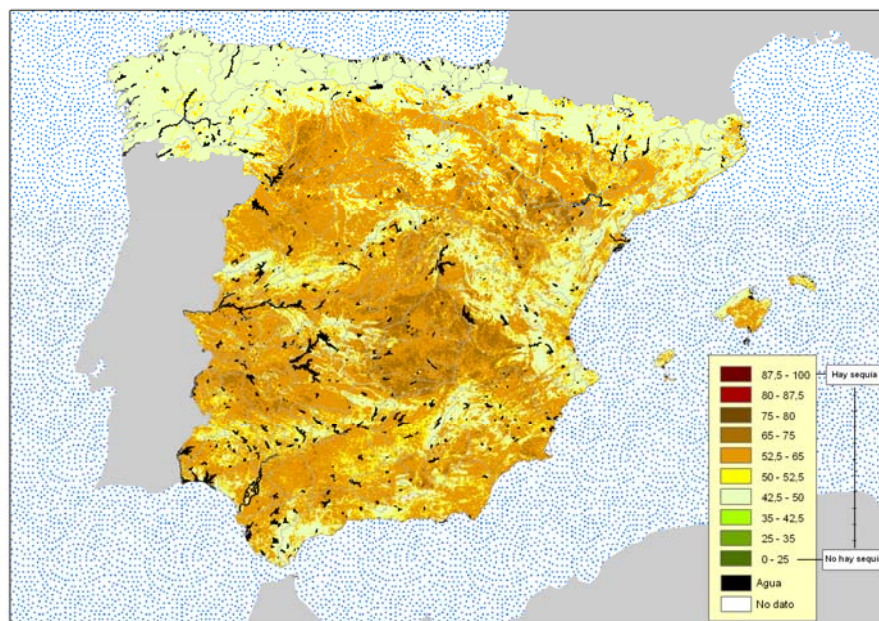 87,5 - 100
Hay sequia
80 - 87,5
75 - 80
65 - 75
52,5 - 65
50 - 52,5
42,5 - 50
35 - 42,5
25 - 35
0 - 25
No hay sequia
Agua
No dato